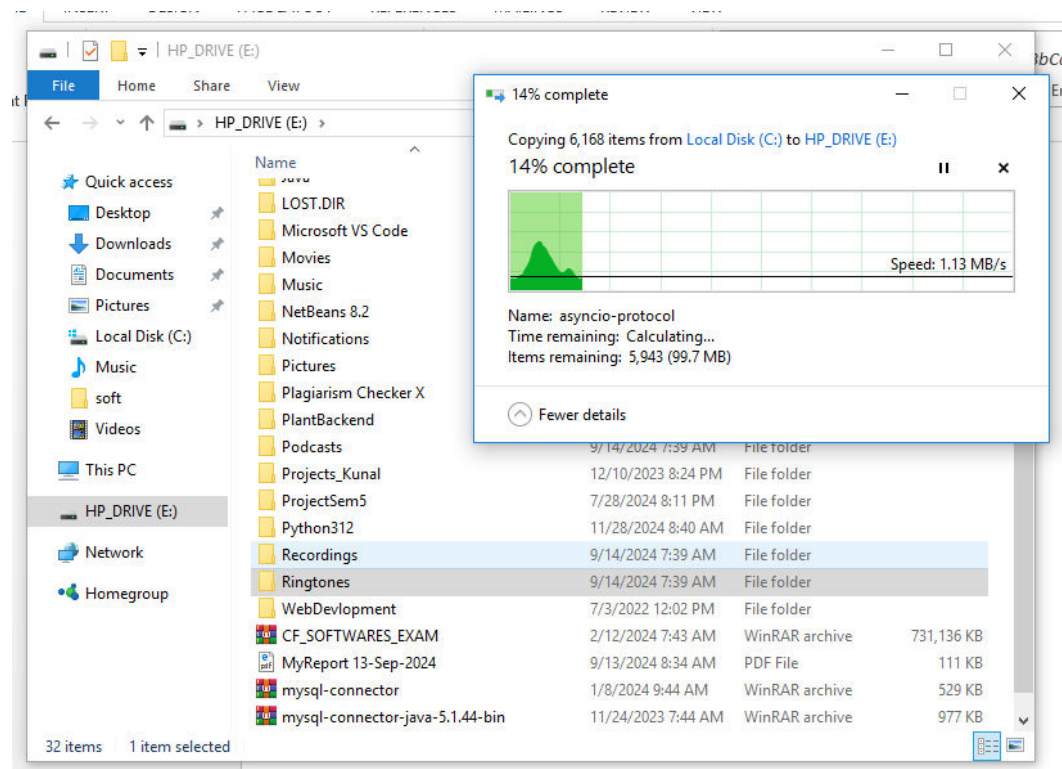 INSERT DESIGN PAGE LAYOUT REFERENCES MAILINGS REVIEW VIEW
HP_DRIVE (E:)
File Home Share View
HP_DRIVE (E:)
Name
Java
Quick access
Desktop
Downloads
Documents
Pictures
Local Disk (C:)
Music
soft
Videos
This PC
HP_DRIVE (E:)
Network
Homegroup
LOST.DIR
Microsoft VS Code
Movies
Music
NetBeans 8.2
Notifications
Pictures
Plagiarism Checker X
PlantBackend
Podcasts 9/14/2024 7:39 AM File folder
Projects_Kunal 12/10/2023 8:24 PM File folder
ProjectSem5 7/28/2024 8:11 PM File folder
Python312 11/28/2024 8:40 AM File folder
Recordings 9/14/2024 7:39 AM File folder
Ringtones 9/14/2024 7:39 AM File folder
WebDevlopment 7/3/2022 12:02 PM File folder
CF_SOFTWARES_EXAM 2/12/2024 7:43 AM WinRAR archive 731,136 KB
MyReport 13-Sep-2024 9/13/2024 8:34 AM PDF File 111 KB
mysql-connector 1/8/2024 9:44 AM WinRAR archive 529 KB
mysql-connector-java-5.1.44-bin 11/24/2023 7:44 AM WinRAR archive 977 KB
32 items 1 item selected
14% complete
Copying 6,168 items from Local Disk (C:) to HP_DRIVE (E:)
14% complete
Speed: 1.13 MB/s
Name: asyncio-protocol
Time remaining: Calculating...
Items remaining: 5,943 (99.7 MB)
Fewer details